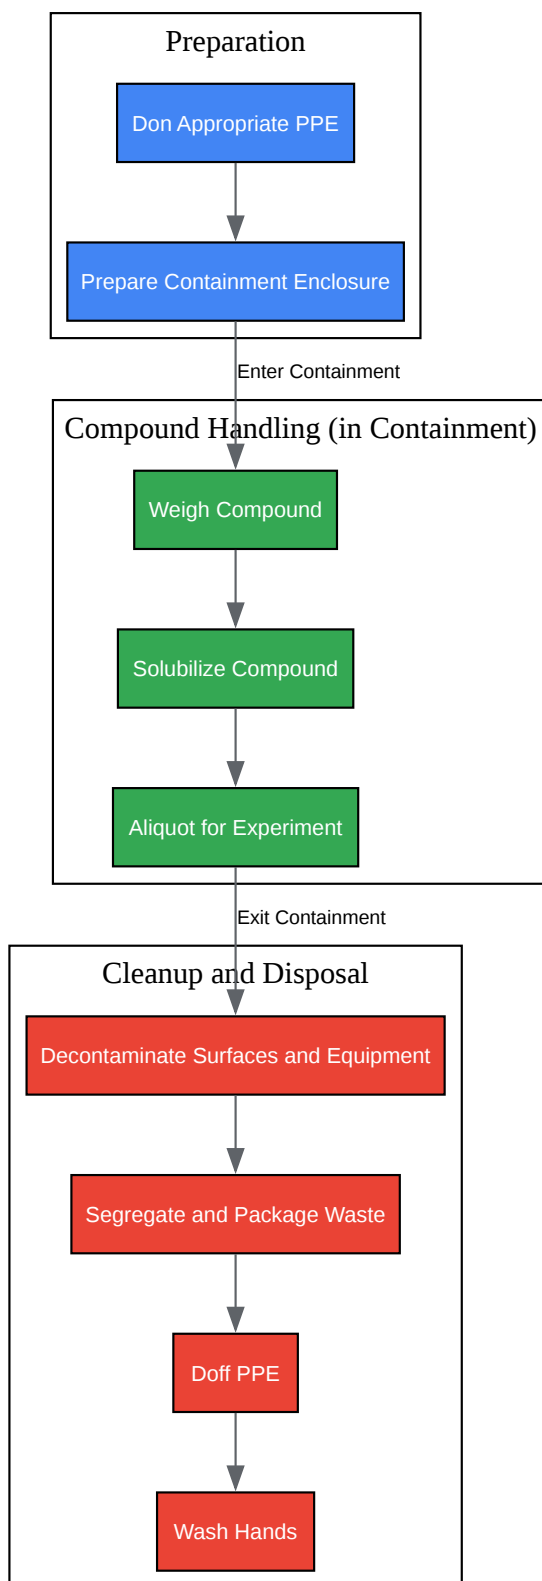 Preparation
Don Appropriate PPE
Prepare Containment Enclosure
Enter Containment
Compound Handling (in Containment)
Weigh Compound
Solubilize Compound
Aliquot for Experiment
Exit Containment
Cleanup and Disposal
Decontaminate Surfaces and Equipment
Segregate and Package Waste
Doff PPE
Wash Hands